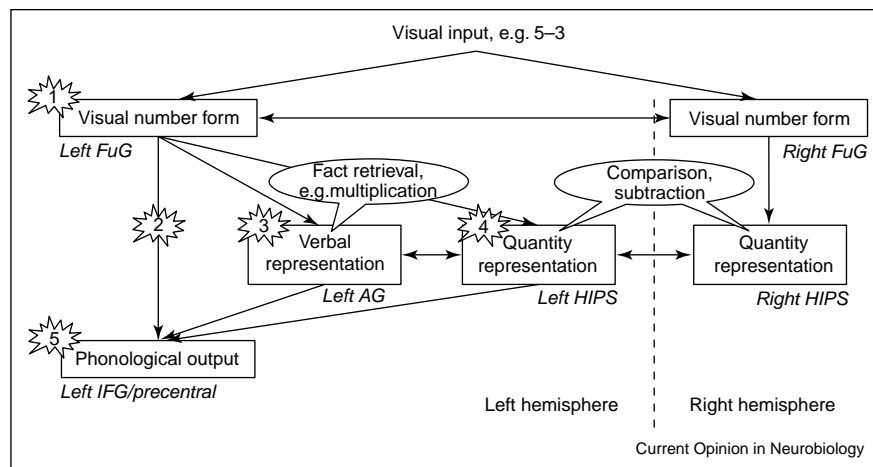 Visual input, e.g. 5–3
1
Visual number form
Visual number form
Left FuG
Right FuG
Fact retrieval,
e.g.multiplication
Comparison,
subtraction
2
3
4
Verbal
representation
Quantity
representation
Quantity
representation
Left AG
Left HIPS
Right HIPS
5
Phonological output
Left IFG/precentral
Left hemisphere
Right hemisphere
Current Opinion in Neurobiology